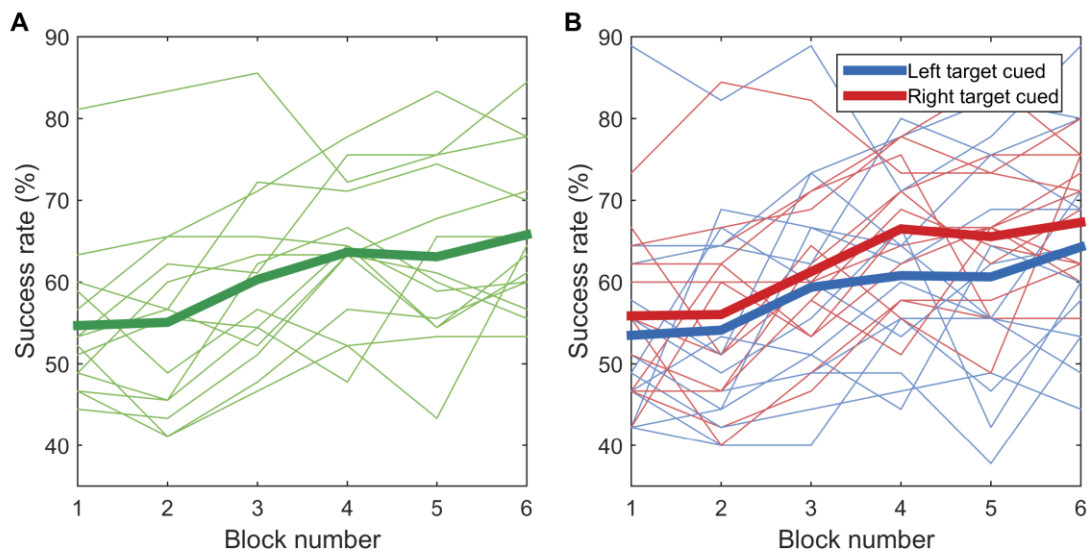 A
B
90
80
70
60
50
40
Success rate (%)
1 2 3 4 5 6
Block number
90
80
70
60
50
40
Success rate (%)
Left target cued
Right target cued
1 2 3 4 5 6
Block number